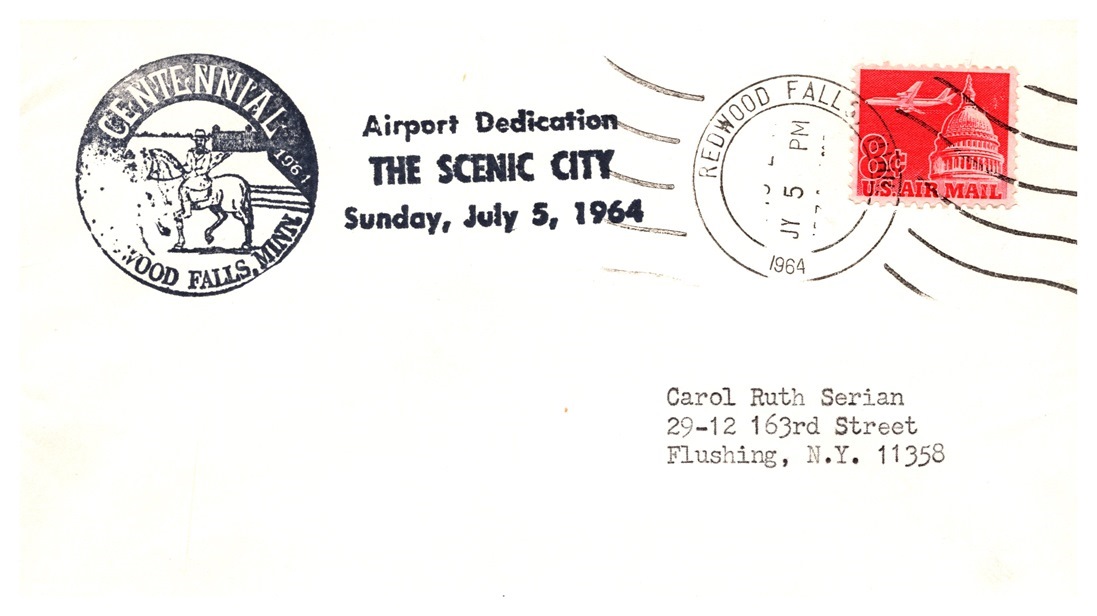 CENTENNIAL
1964
WOOD FALLS, MINN
Airport Dedication
THE SCENIC CITY
Sunday, July 5, 1964
REDWOOD FALLS
JY 5 PM
1964
8¢
U.S. AIR MAIL
Carol Ruth Serian
29-12 163rd Street
Flushing, N.Y. 11358